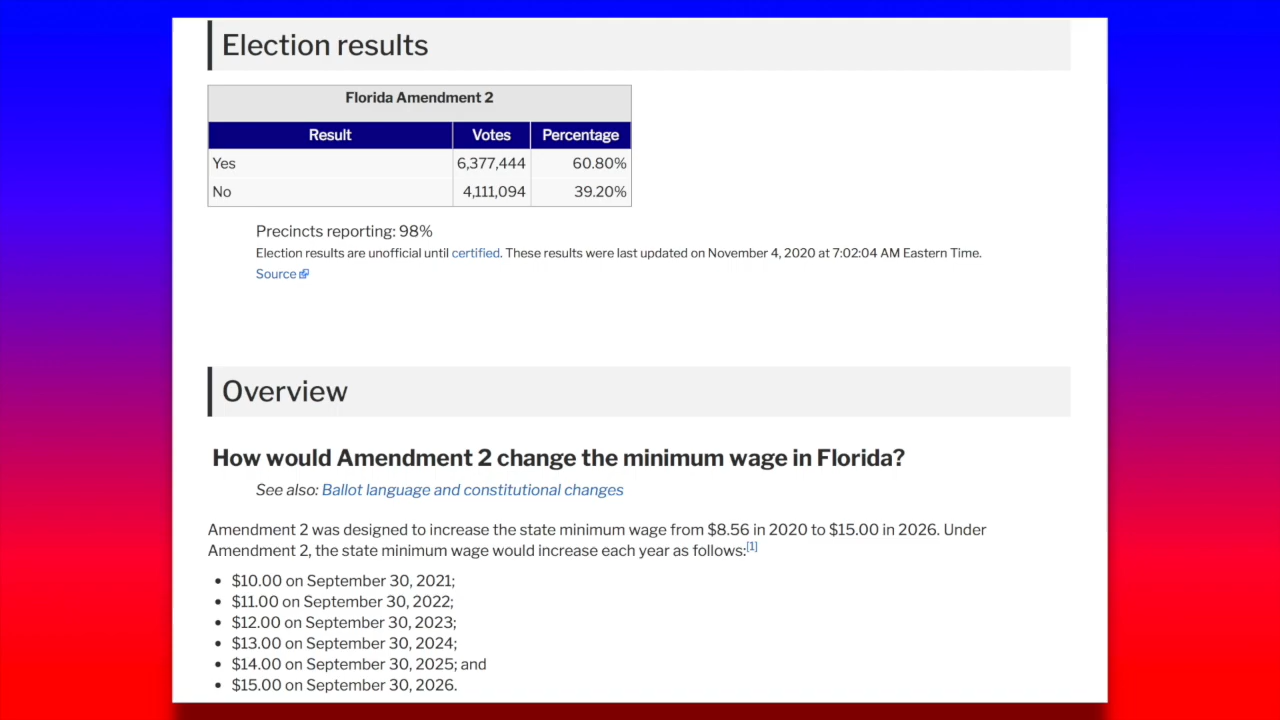 Election results
Florida Amendment 2
Result Votes Percentage
Yes 6,377,444 60.80%
No 4,111,094 39.20%
Precincts reporting: 98%
Election results are unofficial until certified. These results were last updated on November 4, 2020 at 7:02:04 AM Eastern Time.
Source
Overview
How would Amendment 2 change the minimum wage in Florida?
See also: Ballot language and constitutional changes
Amendment 2 was designed to increase the state minimum wage from $8.56 in 2020 to $15.00 in 2026. Under
Amendment 2, the state minimum wage would increase each year as follows:[1]
• $10.00 on September 30, 2021;
• $11.00 on September 30, 2022;
• $12.00 on September 30, 2023;
• $13.00 on September 30, 2024;
• $14.00 on September 30, 2025; and
• $15.00 on September 30, 2026.